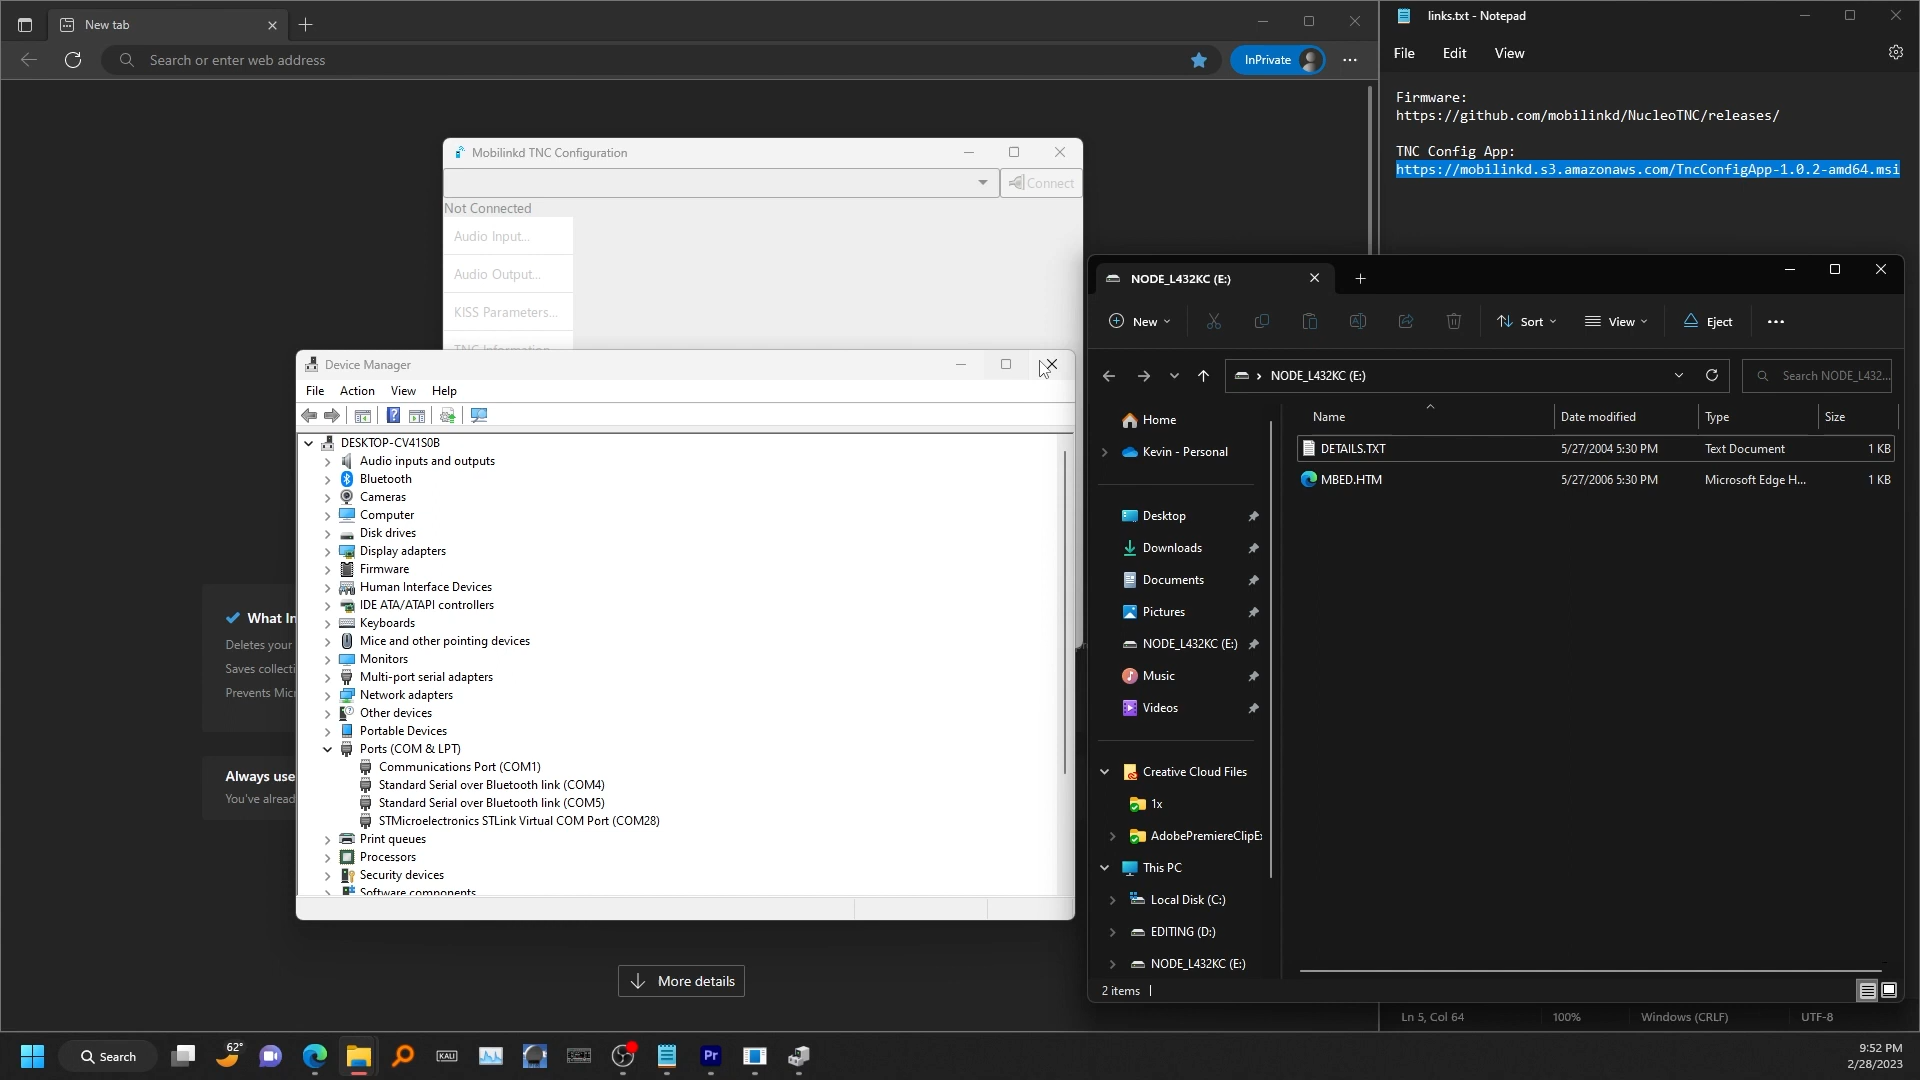 New tab
Search or enter web address
InPrivate
What In
Deletes your
Saves collecti
Prevents Mic
Always use
You've alread
More details
Mobilinkd TNC Configuration
Connect
Not Connected
Audio Input...
Audio Output...
KISS Parameters...
TNC Information
Device Manager
File Action View Help
DESKTOP-CV41S0B
Audio inputs and outputs
Bluetooth
Cameras
Computer
Disk drives
Display adapters
Firmware
Human Interface Devices
IDE ATA/ATAPI controllers
Keyboards
Mice and other pointing devices
Monitors
Multi-port serial adapters
Network adapters
Other devices
Portable Devices
Ports (COM & LPT)
Communications Port (COM1)
Standard Serial over Bluetooth link (COM4)
Standard Serial over Bluetooth link (COM5)
STMicroelectronics STLink Virtual COM Port (COM28)
Print queues
Processors
Security devices
Software components
links.txt - Notepad
File Edit View
Firmware:
https://github.com/mobilinkd/NucleoTNC/releases/
TNC Config App:
https://mobilinkd.s3.amazonaws.com/TncConfigApp-1.0.2-amd64.msi
Ln 5, Col 64 100% Windows (CRLF) UTF-8
NODE_L432KC (E:)
New Sort View Eject
NODE_L432KC (E:)
Search NODE_L432...
Name Date modified Type Size
DETAILS.TXT 5/27/2004 5:30 PM Text Document 1 KB
MBED.HTM 5/27/2006 5:30 PM Microsoft Edge H... 1 KB
Home
Kevin - Personal
Desktop
Downloads
Documents
Pictures
NODE_L432KC (E:)
Music
Videos
Creative Cloud Files
1x
AdobePremiereClipEx
This PC
Local Disk (C:)
EDITING (D:)
NODE_L432KC (E:)
2 items
Search
62°
KALI
Pr
9:52 PM
2/28/2023